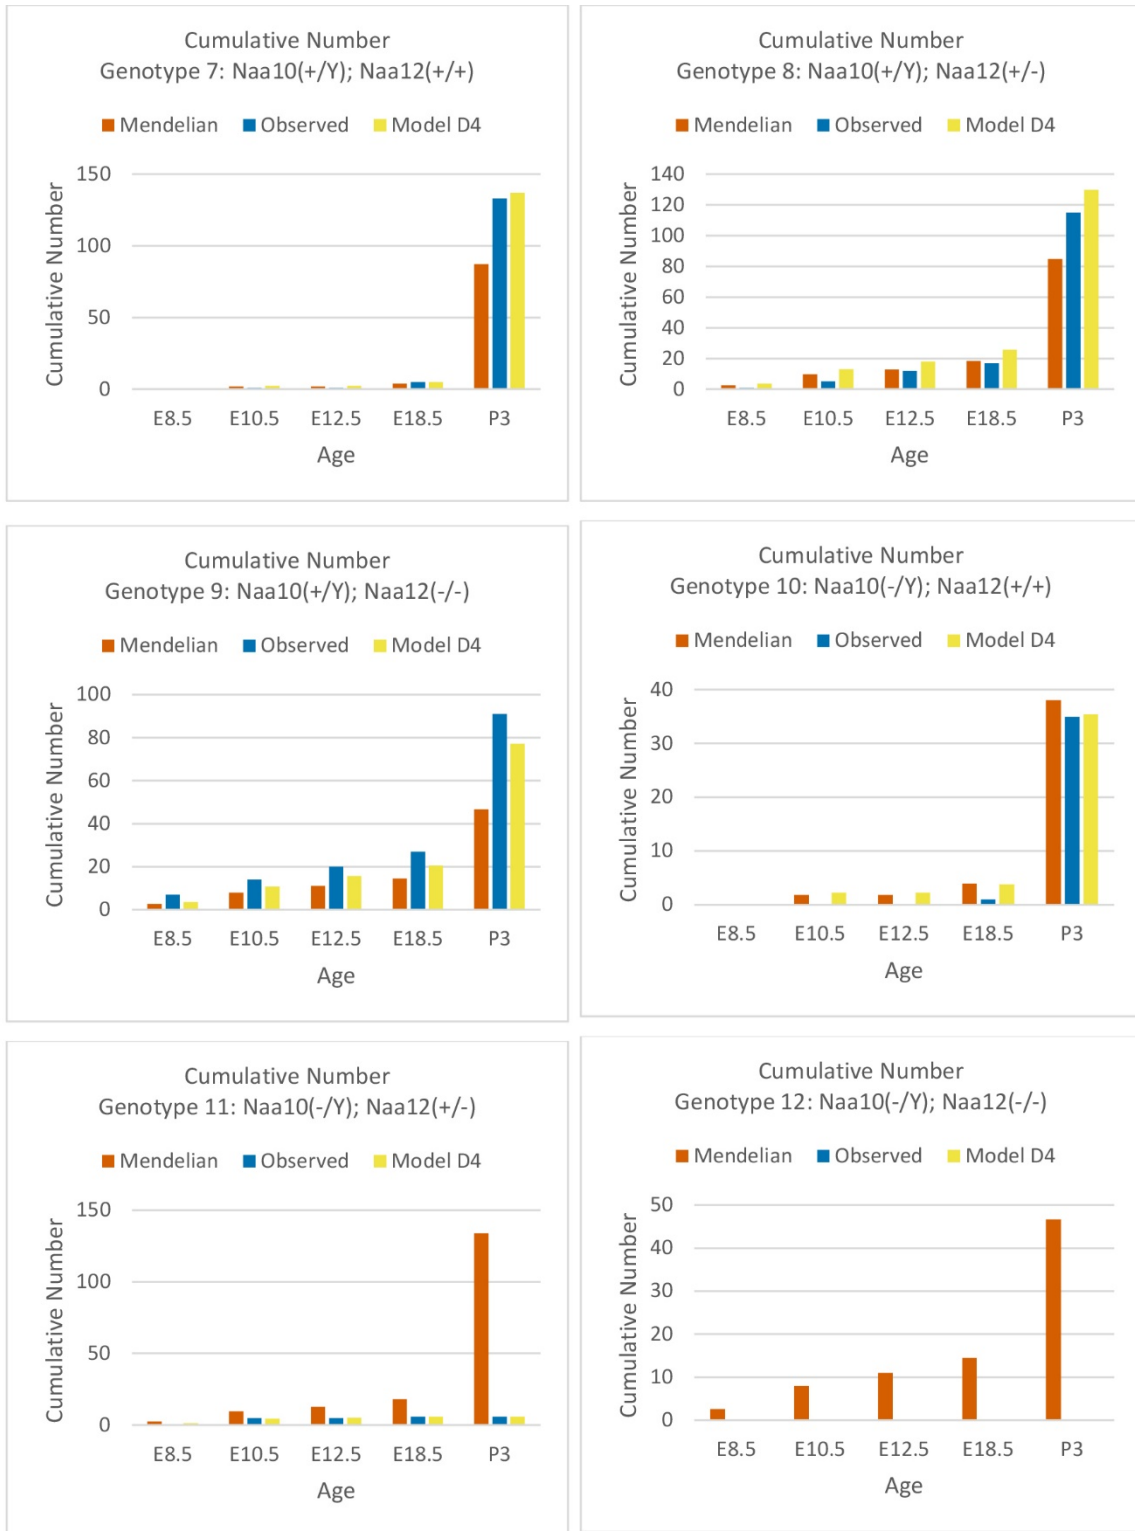 Cumulative Number
Genotype 7: Naa10(+/Y); Naa12(+/+)
Mendelian Observed Model D4
Cumulative Number
150
100
50
0
E8.5 E10.5 E12.5 E18.5 P3
Age
Cumulative Number
Genotype 8: Naa10(+/Y); Naa12(+/-)
Mendelian Observed Model D4
Cumulative Number
140
120
100
80
60
40
20
0
E8.5 E10.5 E12.5 E18.5 P3
Age
Cumulative Number
Genotype 9: Naa10(+/Y); Naa12(-/-)
Mendelian Observed Model D4
Cumulative Number
100
80
60
40
20
0
E8.5 E10.5 E12.5 E18.5 P3
Age
Cumulative Number
Genotype 10: Naa10(-/Y); Naa12(+/+)
Mendelian Observed Model D4
Cumulative Number
40
30
20
10
0
E8.5 E10.5 E12.5 E18.5 P3
Age
Cumulative Number
Genotype 11: Naa10(-/Y); Naa12(+/-)
Mendelian Observed Model D4
Cumulative Number
150
100
50
0
E8.5 E10.5 E12.5 E18.5 P3
Age
Cumulative Number
Genotype 12: Naa10(-/Y); Naa12(-/-)
Mendelian Observed Model D4
Cumulative Number
50
40
30
20
10
0
E8.5 E10.5 E12.5 E18.5 P3
Age